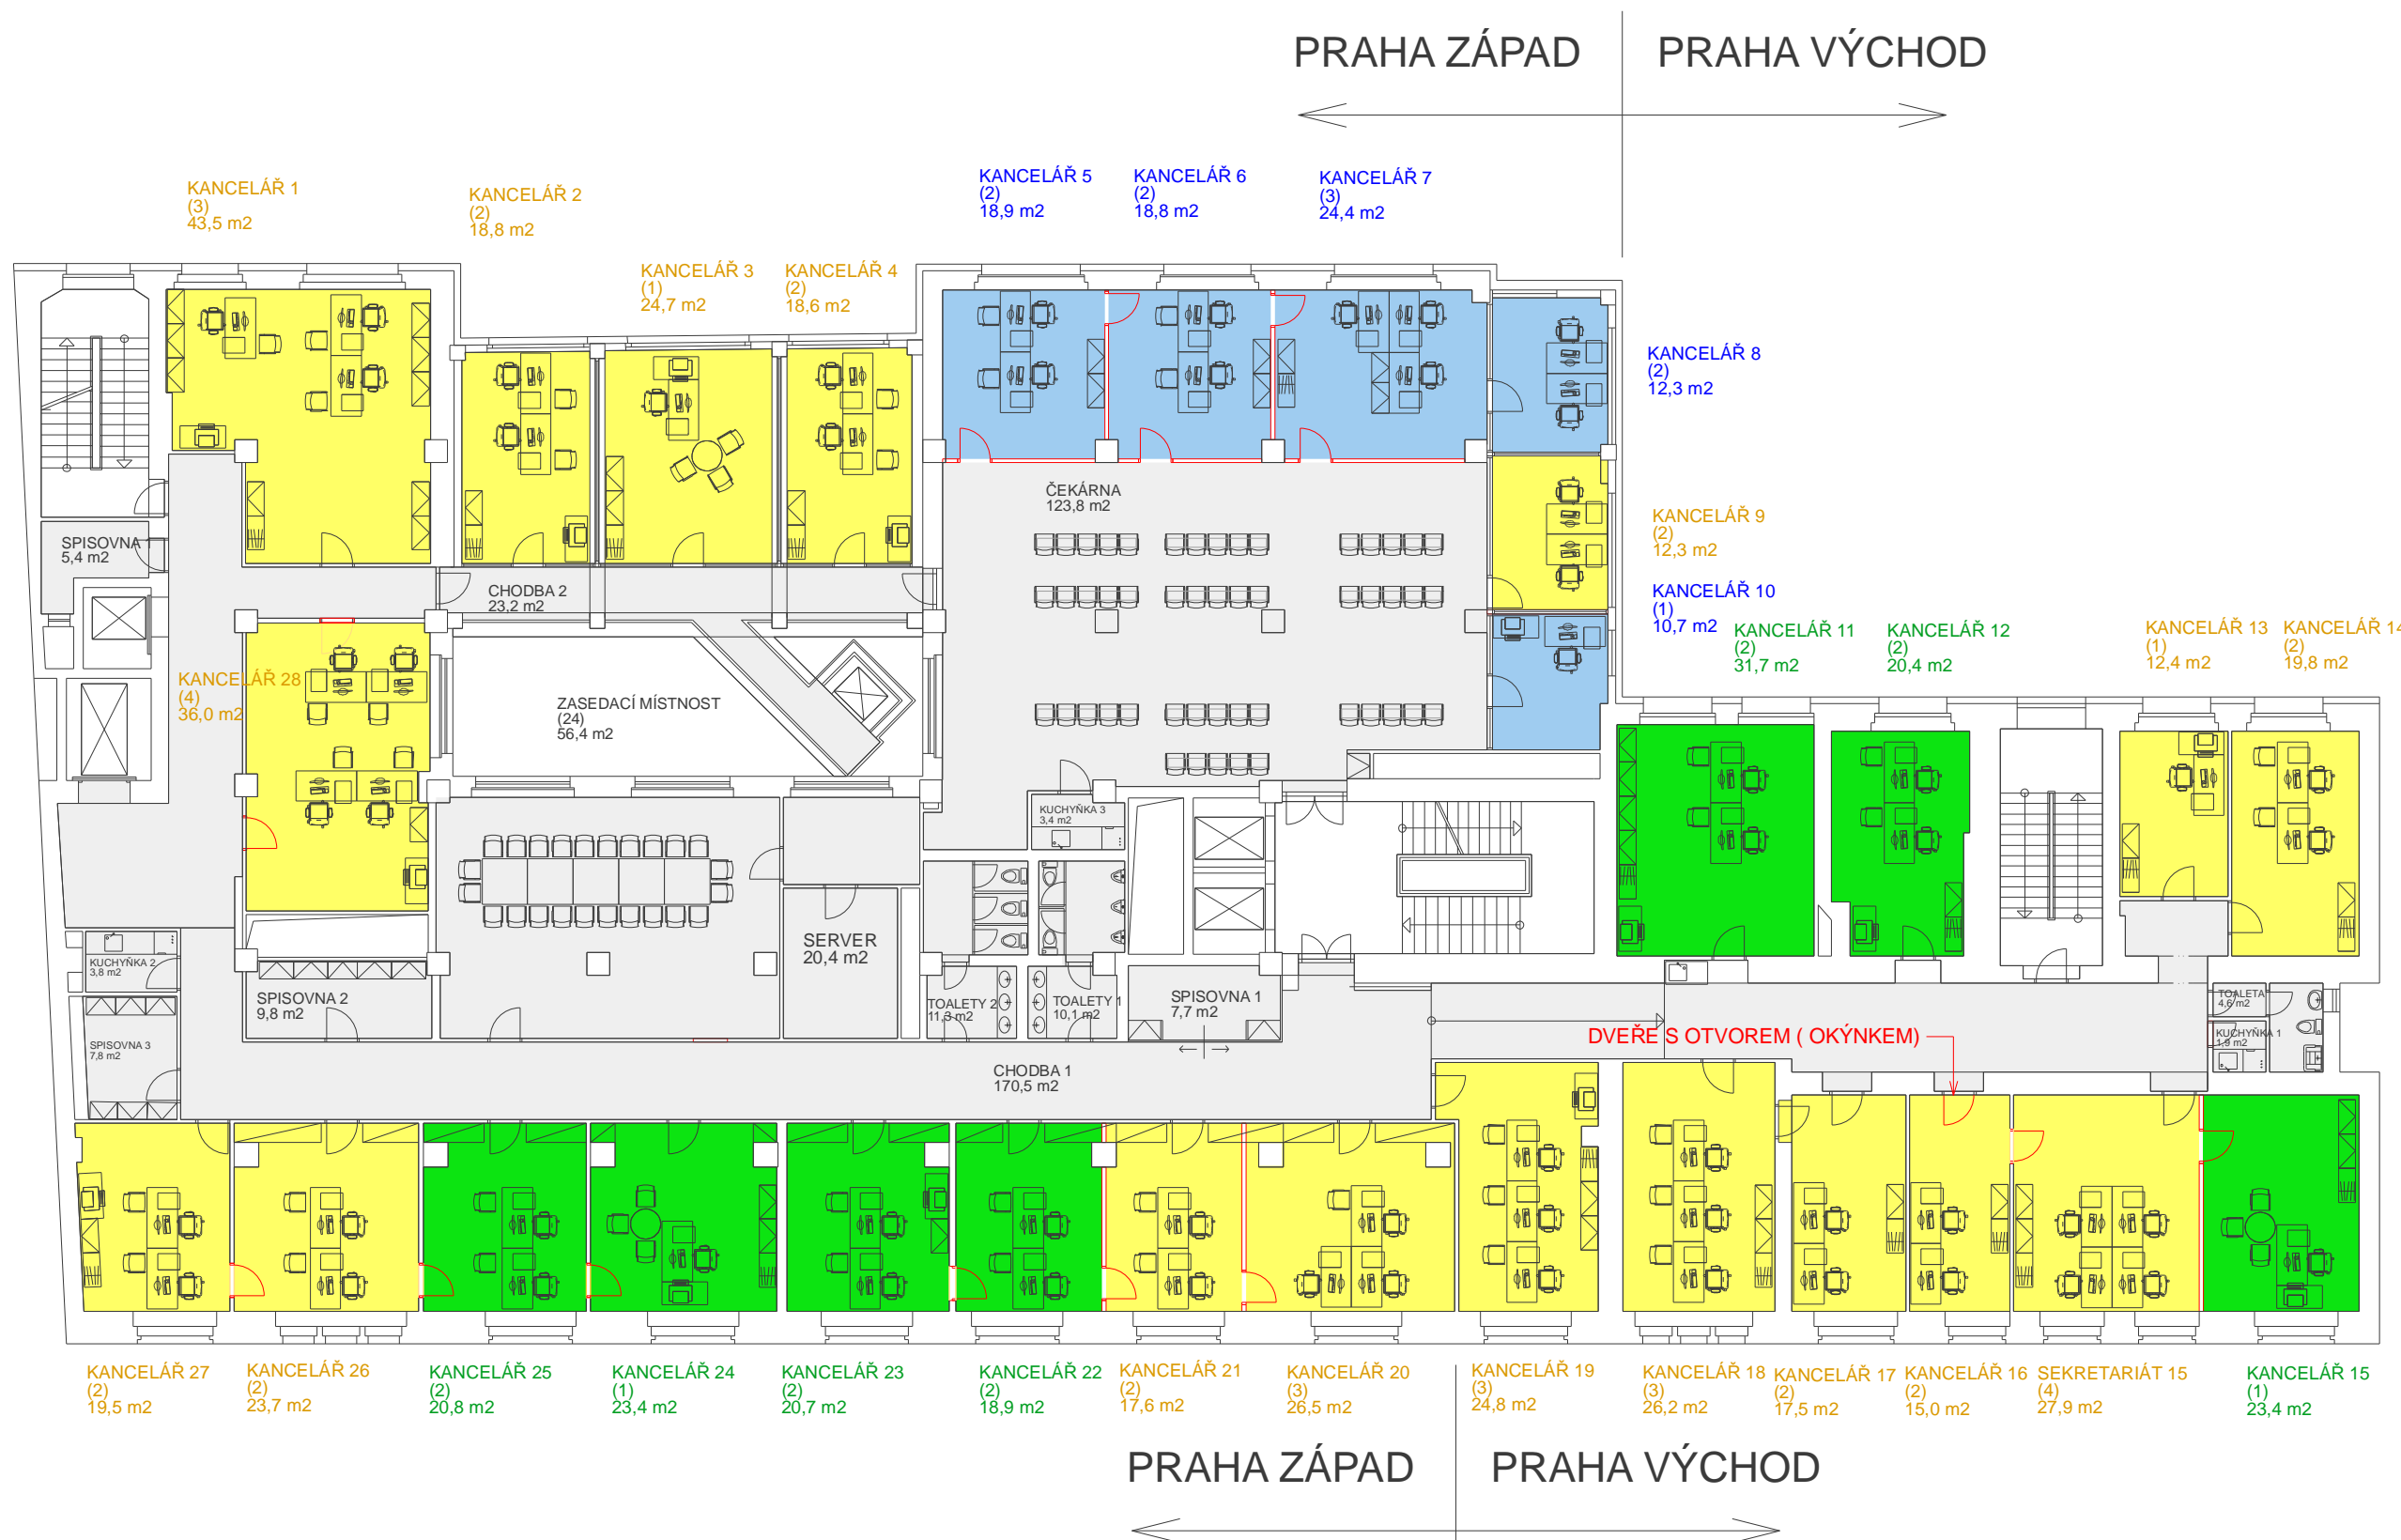 PRAHA ZÁPAD
PRAHA VÝCHOD
KANCELÁŘ 1
(3)
43,5 m2
KANCELÁŘ 2
(2)
18,8 m2
KANCELÁŘ 3
(1)
24,7 m2
KANCELÁŘ 4
(2)
18,6 m2
KANCELÁŘ 5
(2)
18,9 m2
KANCELÁŘ 6
(2)
18,8 m2
KANCELÁŘ 7
(3)
24,4 m2
KANCELÁŘ 8
(2)
12,3 m2
KANCELÁŘ 9
(2)
12,3 m2
KANCELÁŘ 10
(1)
10,7 m2
KANCELÁŘ 11
(2)
31,7 m2
KANCELÁŘ 12
(2)
20,4 m2
KANCELÁŘ 13
(1)
12,4 m2
KANCELÁŘ 14
(2)
19,8 m2
SPISOVNA 1
5,4 m2
ČEKÁRNA
123,8 m2
CHODBA 2
23,2 m2
KANCELÁŘ 28
(4)
36,0 m2
ZASEDACÍ MÍSTNOST
(24)
56,4 m2
KUCHYŇKA 3
3,4 m2
SERVER
20,4 m2
KUCHYŇKA 2
3,8 m2
SPISOVNA 2
9,8 m2
TOALETY 2
11,3 m2
TOALETY 1
10,1 m2
SPISOVNA 1
7,7 m2
TOALETA
4,6 m2
KUCHYŇKA 1
1,9 m2
DVEŘE S OTVOREM ( OKÝNKEM)
SPISOVNA 3
7,8 m2
CHODBA 1
170,5 m2
KANCELÁŘ 27
(2)
19,5 m2
KANCELÁŘ 26
(2)
23,7 m2
KANCELÁŘ 25
(2)
20,8 m2
KANCELÁŘ 24
(1)
23,4 m2
KANCELÁŘ 23
(2)
20,7 m2
KANCELÁŘ 22
(2)
18,9 m2
KANCELÁŘ 21
(2)
17,6 m2
KANCELÁŘ 20
(3)
26,5 m2
KANCELÁŘ 19
(3)
24,8 m2
KANCELÁŘ 18
(3)
26,2 m2
KANCELÁŘ 17
(2)
17,5 m2
KANCELÁŘ 16
(2)
15,0 m2
SEKRETARIÁT 15
(4)
27,9 m2
KANCELÁŘ 15
(1)
23,4 m2
PRAHA ZÁPAD
PRAHA VÝCHOD